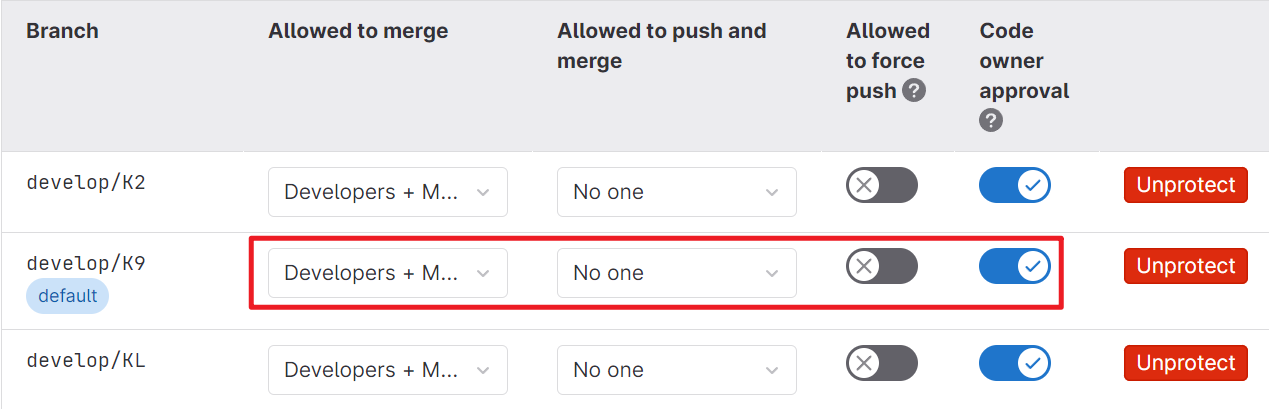 Branch Allowed to merge Allowed to push and Allowed Code
merge to force owner
push ? approval
?
develop/K2 Developers + M... No one Unprotect
develop/K9 Developers + M... No one Unprotect
default
develop/KL Developers + M... No one Unprotect